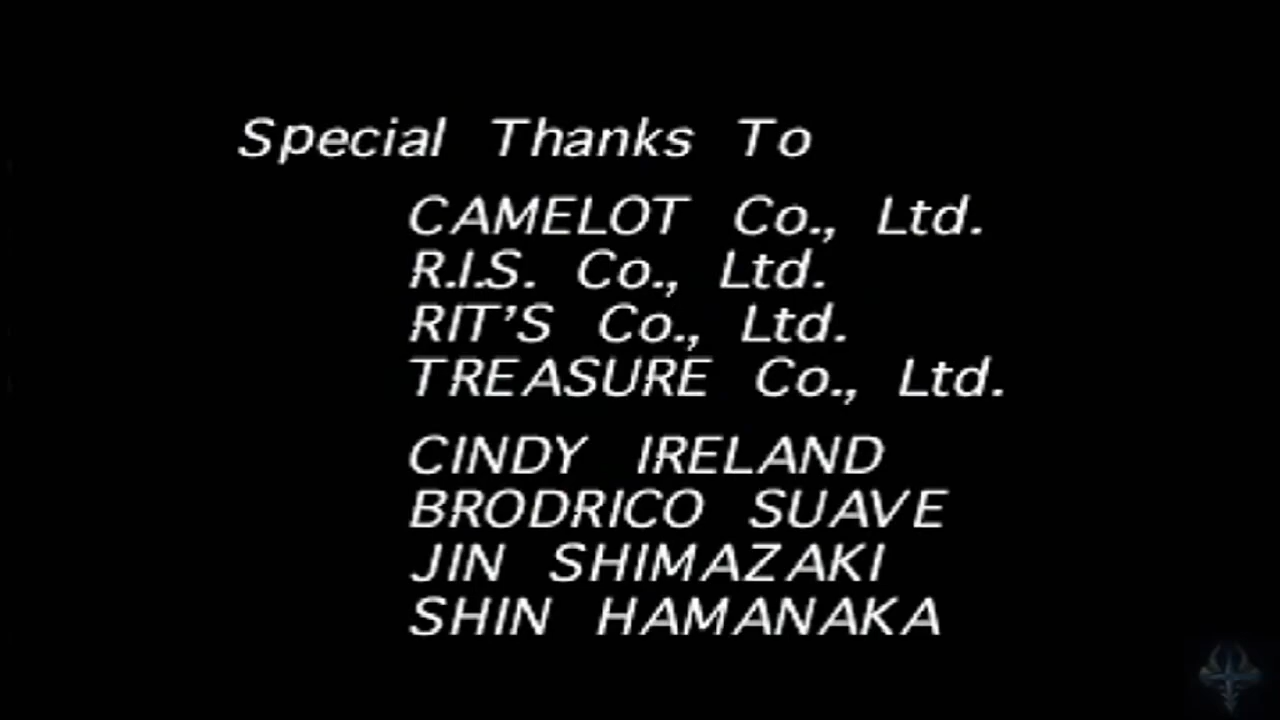 Special Thanks To
CAMELOT Co., Ltd.
R.I.S. Co., Ltd.
RIT'S Co., Ltd.
TREASURE Co., Ltd.
CINDY IRELAND
BRODRICO SUAVE
JIN SHIMAZAKI
SHIN HAMANAKA